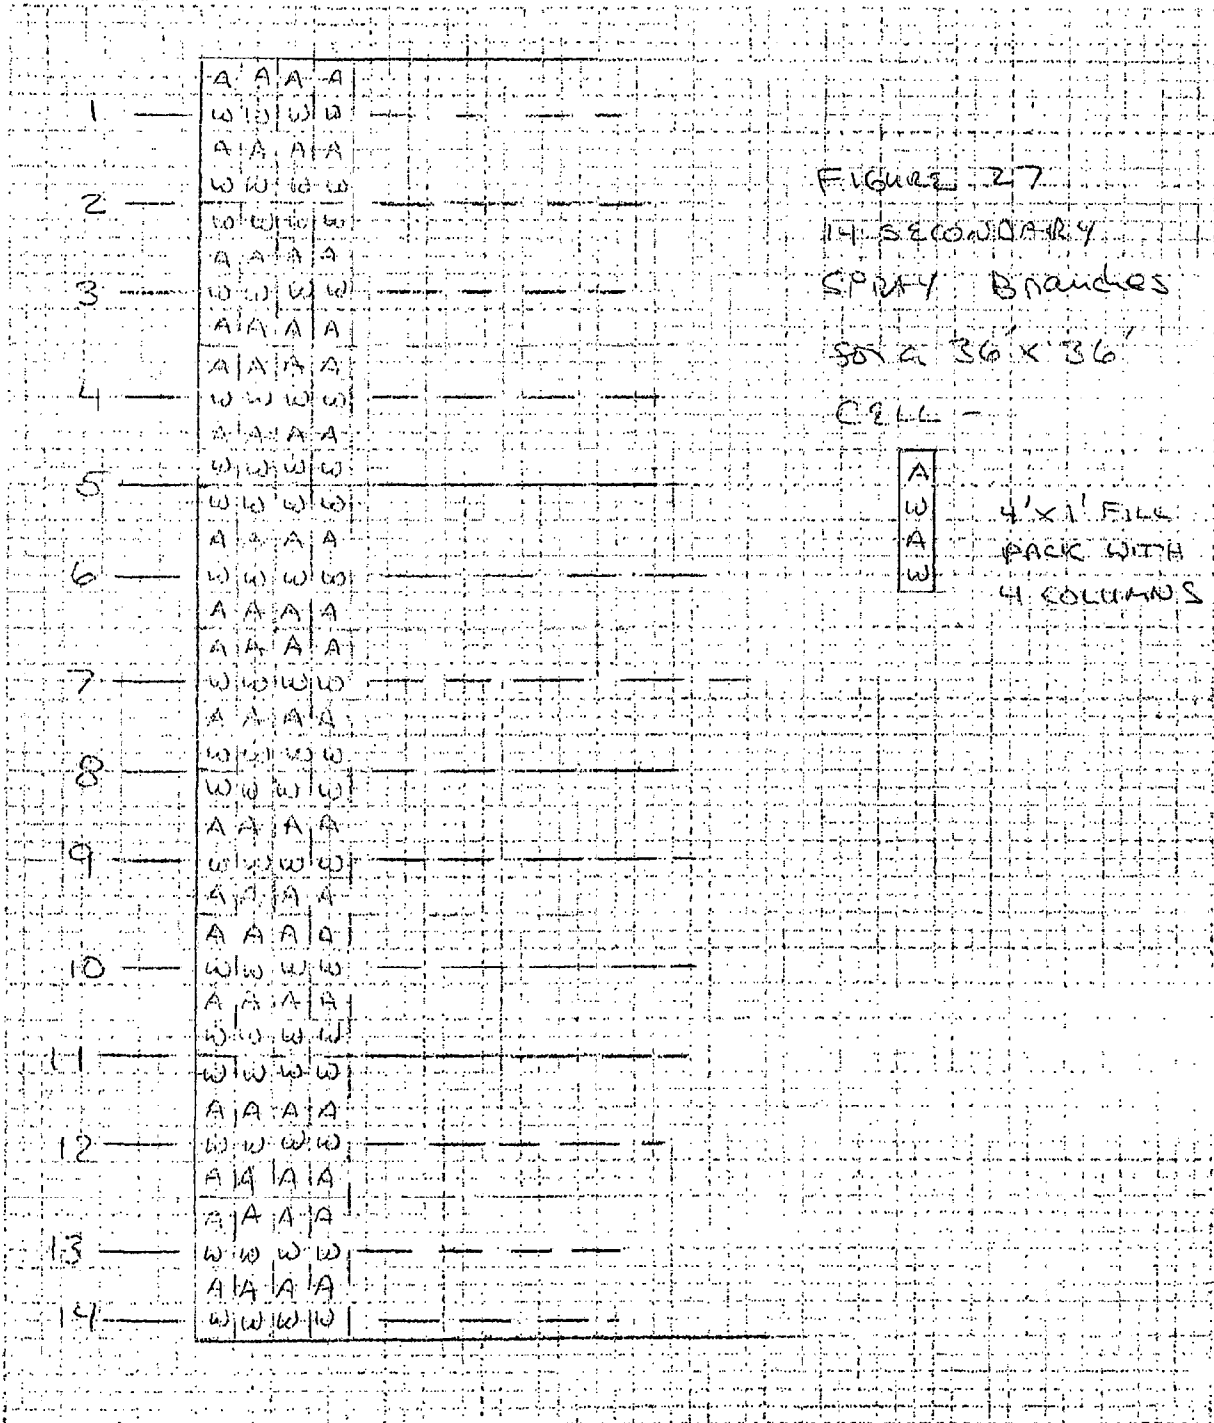 A A A A
1 W W W W
A A A A
W W W W
2
W W W W
A A A A
3 W W W W
A A A A
A A A A
4 W W W W
A A A A
W W W W
5
W W W W
A A A A
6 W W W W
A A A A
A A A A
7 W W W W
A A A A
W W W W
8
W W W W
A A A A
9 W W W W
A A A A
A A A A
10 W W W W
A A A A
W W W W
11
W W W W
A A A A
12 W W W W
A A A A
A A A A
13 W W W W
A A A A
14 W W W W
FIGURE 27
14 SECONDARY
SPRAY Branches
for a 36' x 36'
CELL -
A
W
A
W
4' x 1' FILL
PACK WITH
4 COLUMNS